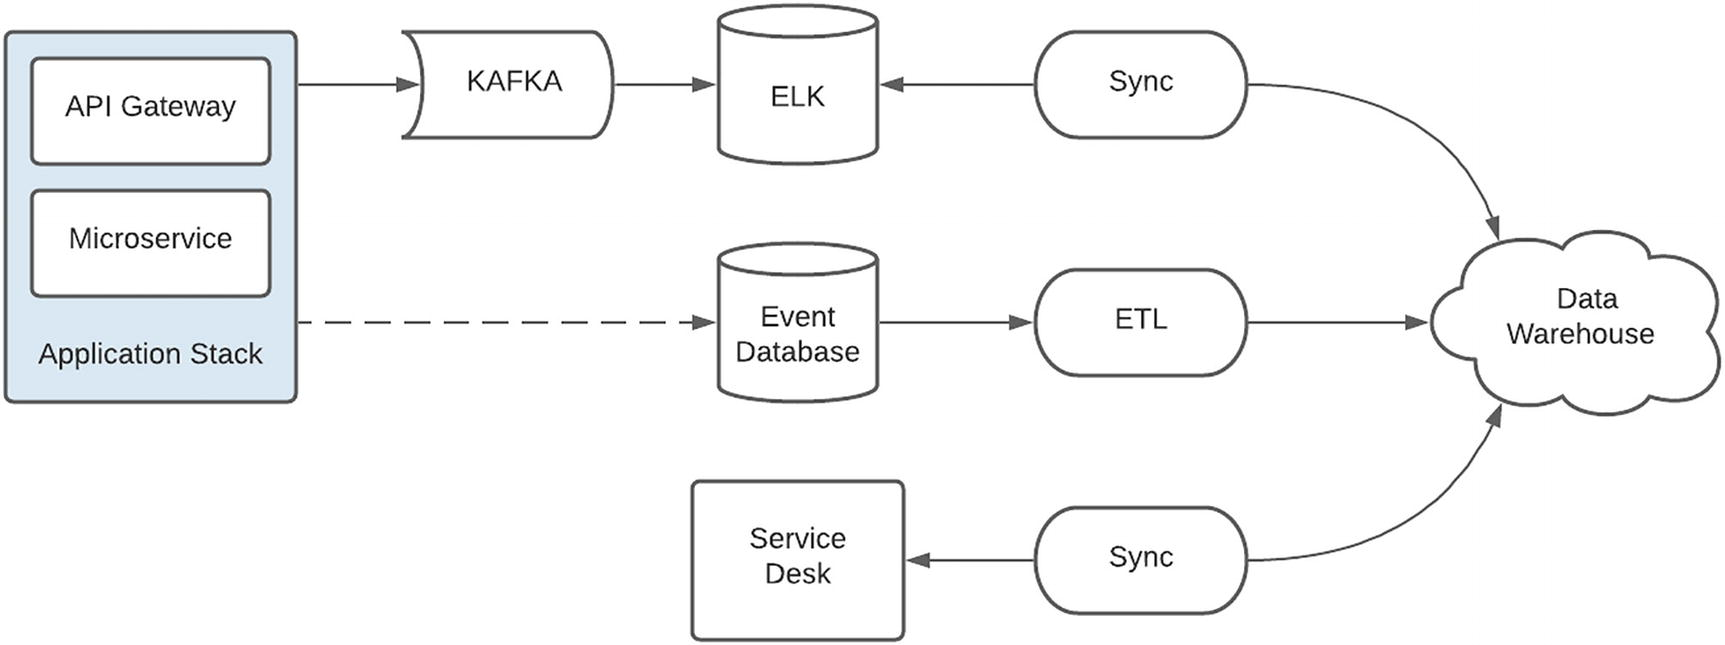 API Gateway
Microservice
Application Stack
KAFKA
ELK
Sync
Event
Database
ETL
Data
Warehouse
Service
Desk
Sync